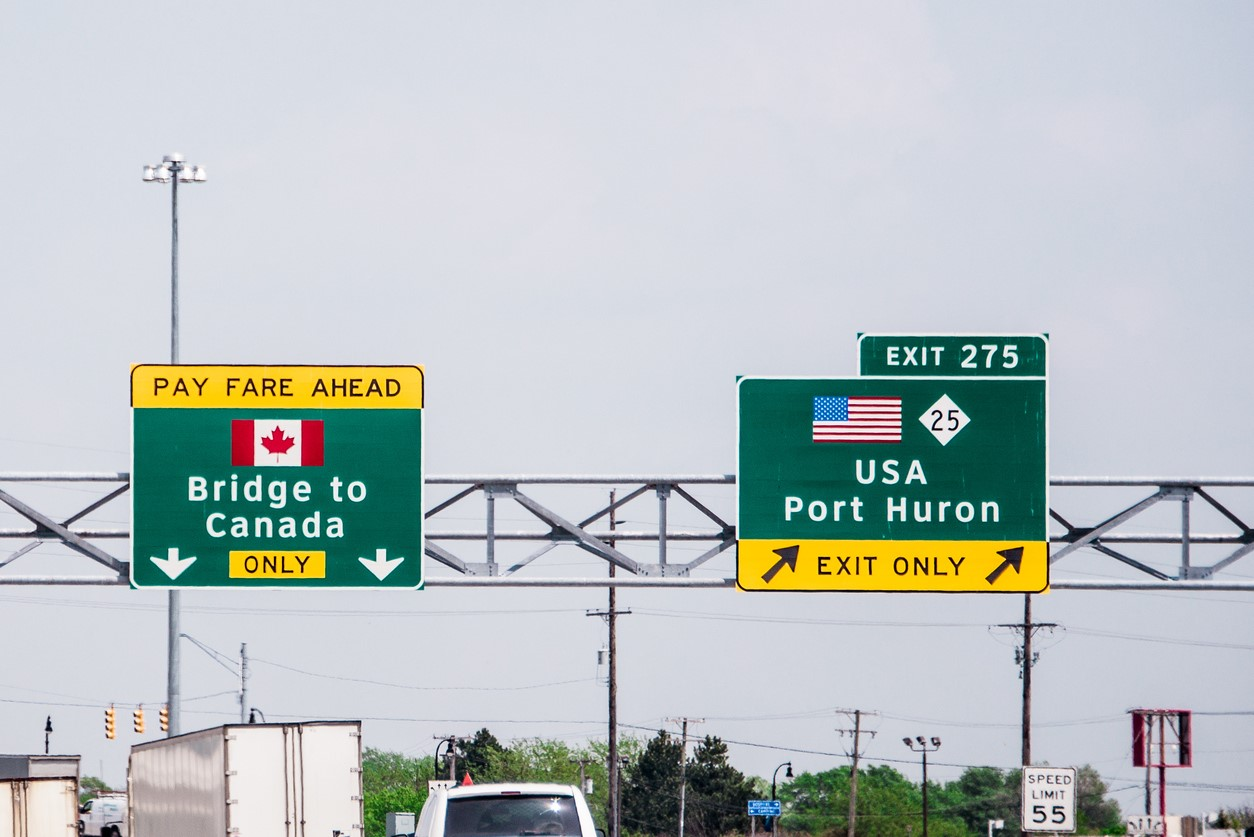 PAY FARE AHEAD
Bridge to
Canada
ONLY
EXIT 275
25
USA
Port Huron
EXIT ONLY
SPEED
LIMIT
55